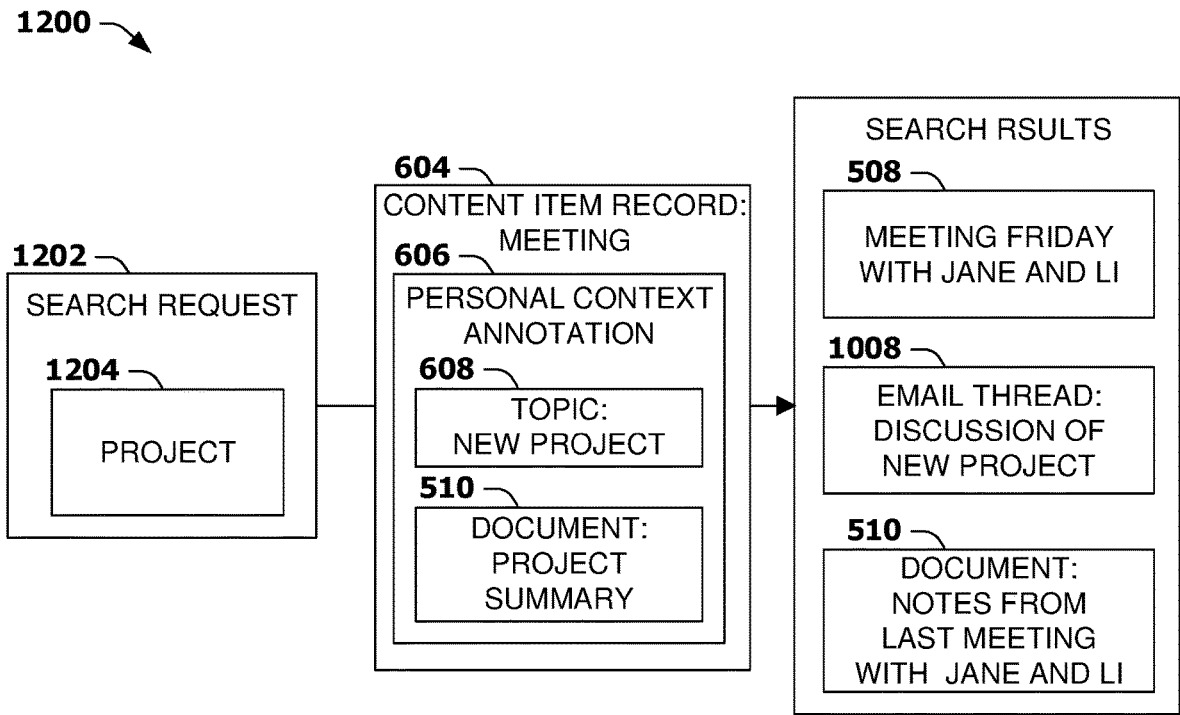 1200
1202
SEARCH REQUEST
1204
PROJECT
604
CONTENT ITEM RECORD:
MEETING
606
PERSONAL CONTEXT
ANNOTATION
608
TOPIC:
NEW PROJECT
510
DOCUMENT:
PROJECT
SUMMARY
SEARCH RSULTS
508
MEETING FRIDAY
WITH JANE AND LI
1008
EMAIL THREAD:
DISCUSSION OF
NEW PROJECT
510
DOCUMENT:
NOTES FROM
LAST MEETING
WITH JANE AND LI